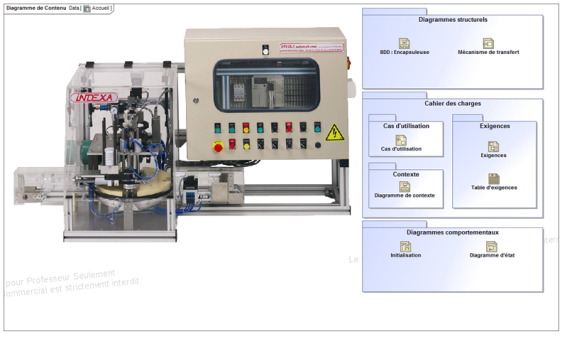 Diagramme de Contenu Data [ Accueil ]
Diagrammes structurels
BDD : Encapsuleuse
Mécanisme de transfert
INDEXA
Cahier des charges
Cas d'utilisation
Cas d'utilisation
Exigences
Exigences
Table d'exigences
Contexte
Diagramme de contexte
Diagrammes comportementaux
Initialisation
Diagramme d'état
pour Professeur Seulement
commercial est strictement interdo